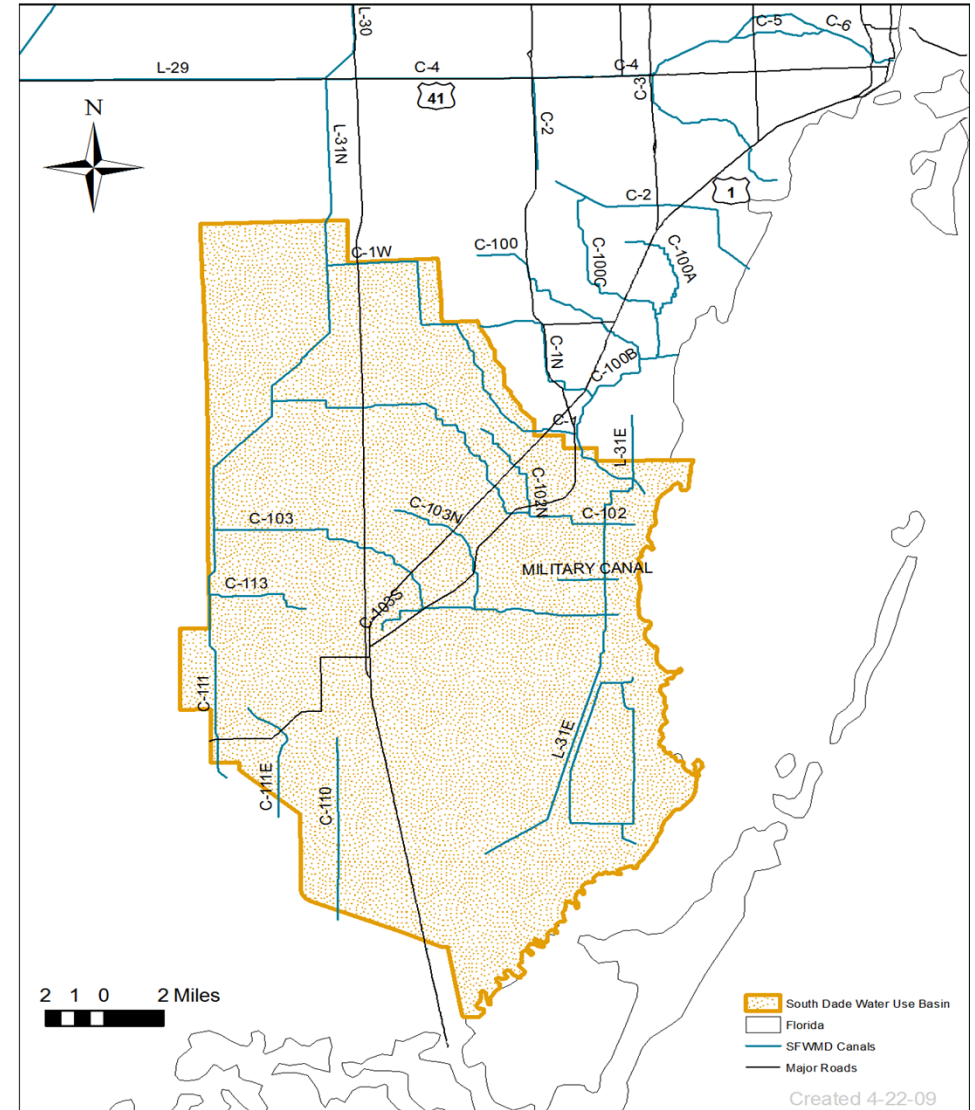 L-30
C-5
C-6
L-29
C-4
C-4
41
C-3
N
C-2
L-31N
1
C-2
C-100
C-1W
C-100C
C-100A
C-1N
C-100B
C-1
L-31E
C-102N
C-103N
C-103
C-102
MILITARY CANAL
C-113
C-103S
C-111
L-31E
C-111E
C-110
2 1 0 2 Miles
South Dade Water Use Basin
Florida
SFWMD Canals
Major Roads
Created 4-22-09